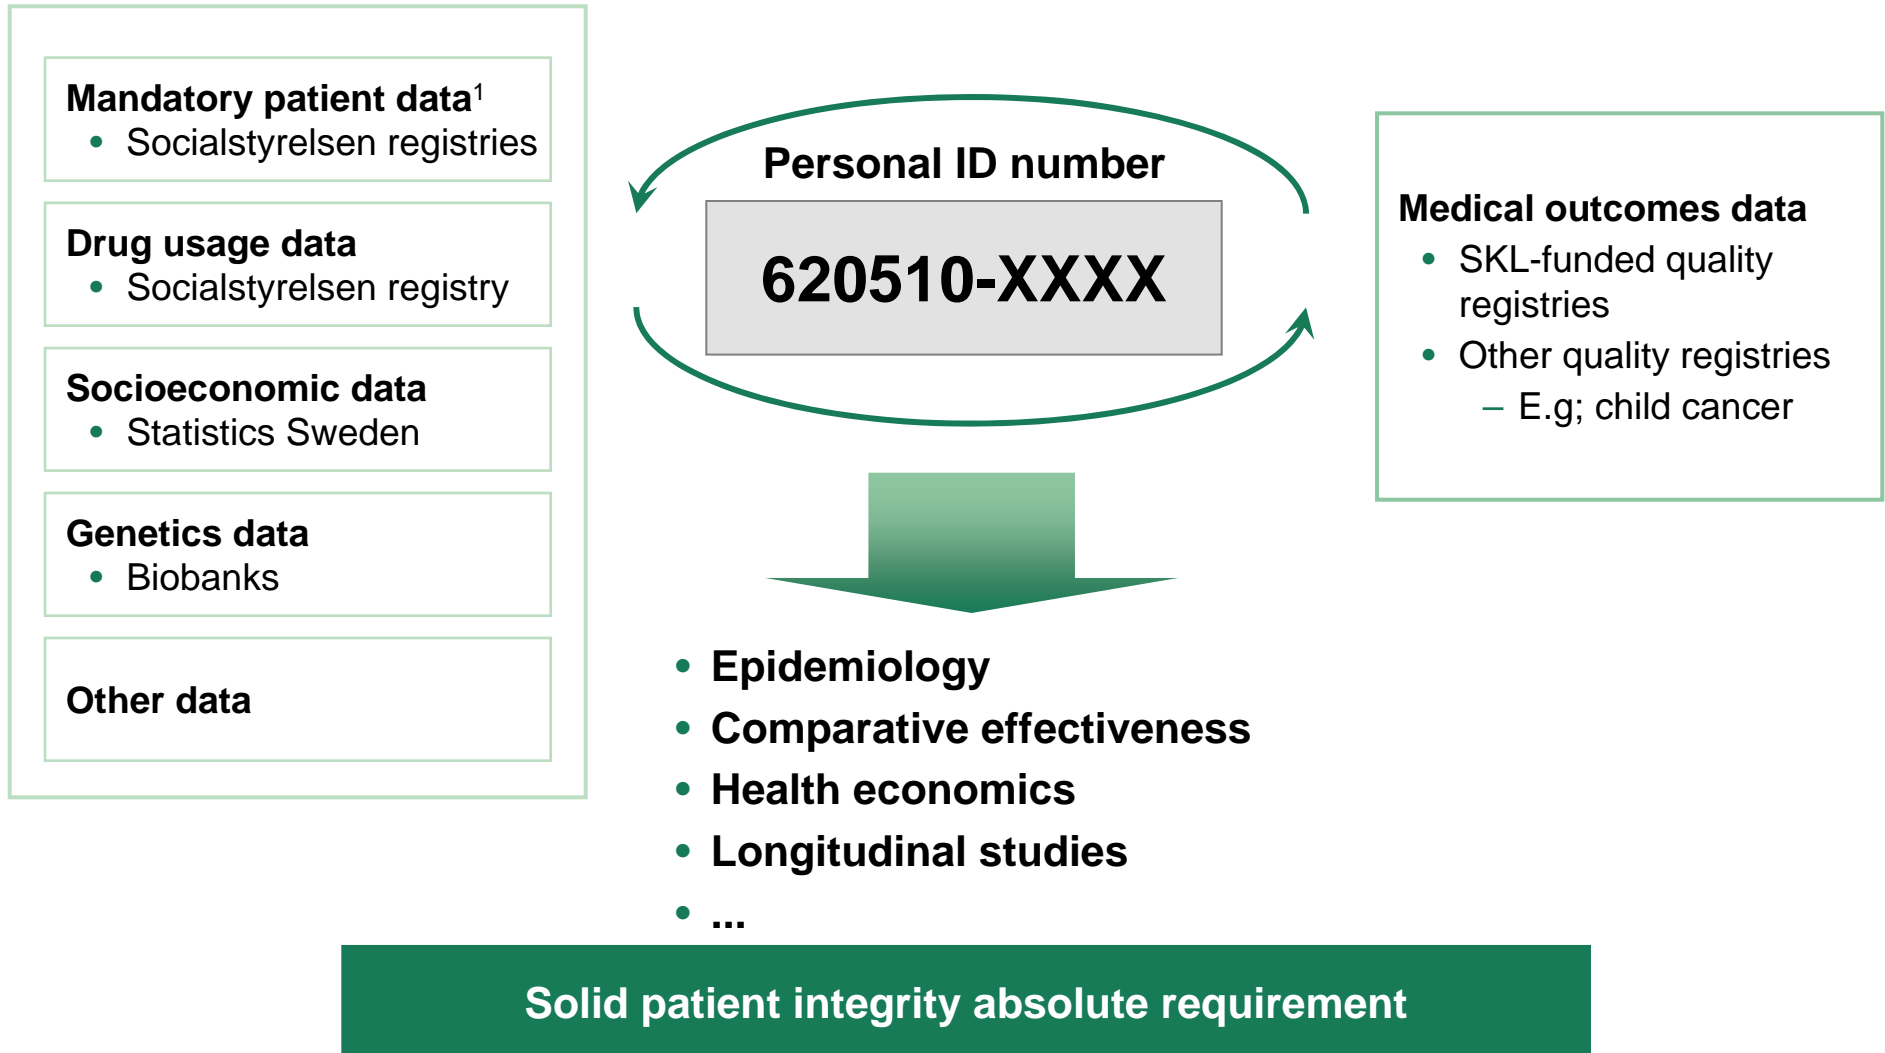 Mandatory patient data¹
• Socialstyrelsen registries
Drug usage data
• Socialstyrelsen registry
Socioeconomic data
• Statistics Sweden
Genetics data
• Biobanks
Other data
Personal ID number
620510-XXXX
Medical outcomes data
• SKL-funded quality
registries
• Other quality registries
– E.g; child cancer
• Epidemiology
• Comparative effectiveness
• Health economics
• Longitudinal studies
• ...
Solid patient integrity absolute requirement